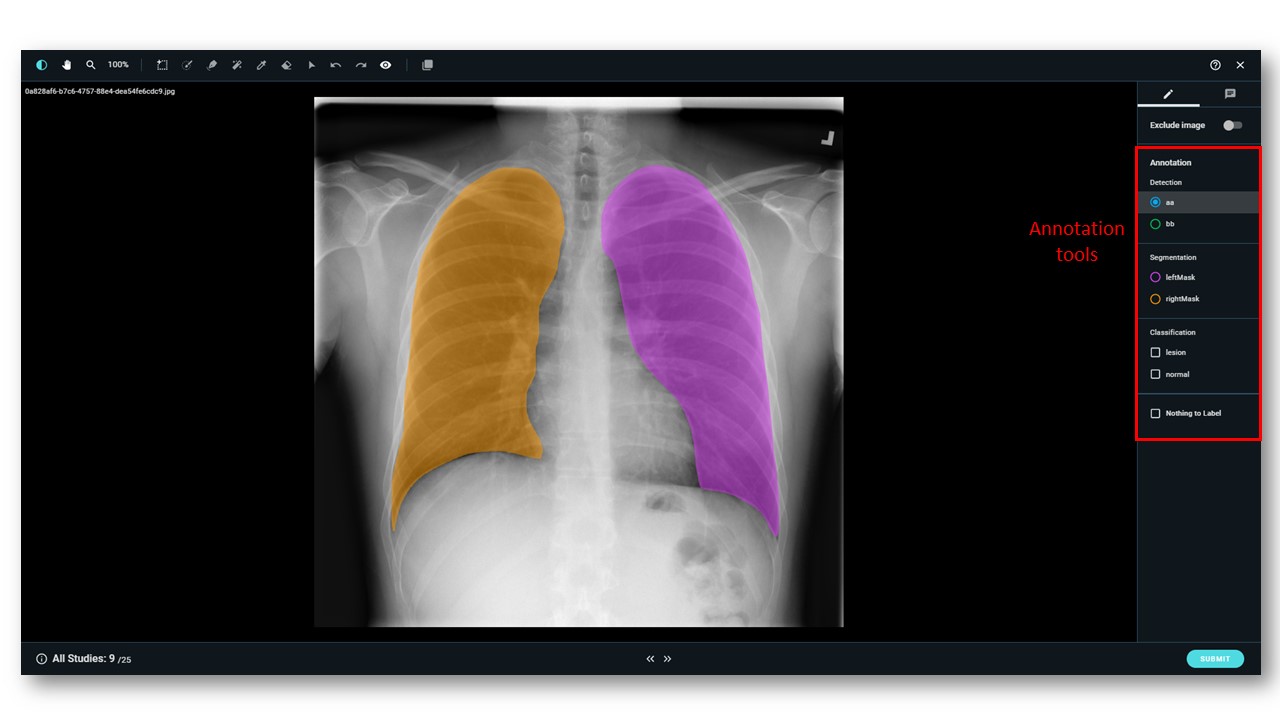 100%
0a828af6-b7c6-4757-88e4-dea54fe6cdc9.jpg
Exclude image
Annotation
Detection
aa
bb
Annotation
tools
Segmentation
leftMask
rightMask
Classification
lesion
normal
Nothing to Label
All Studies: 9 /25
SUBMIT